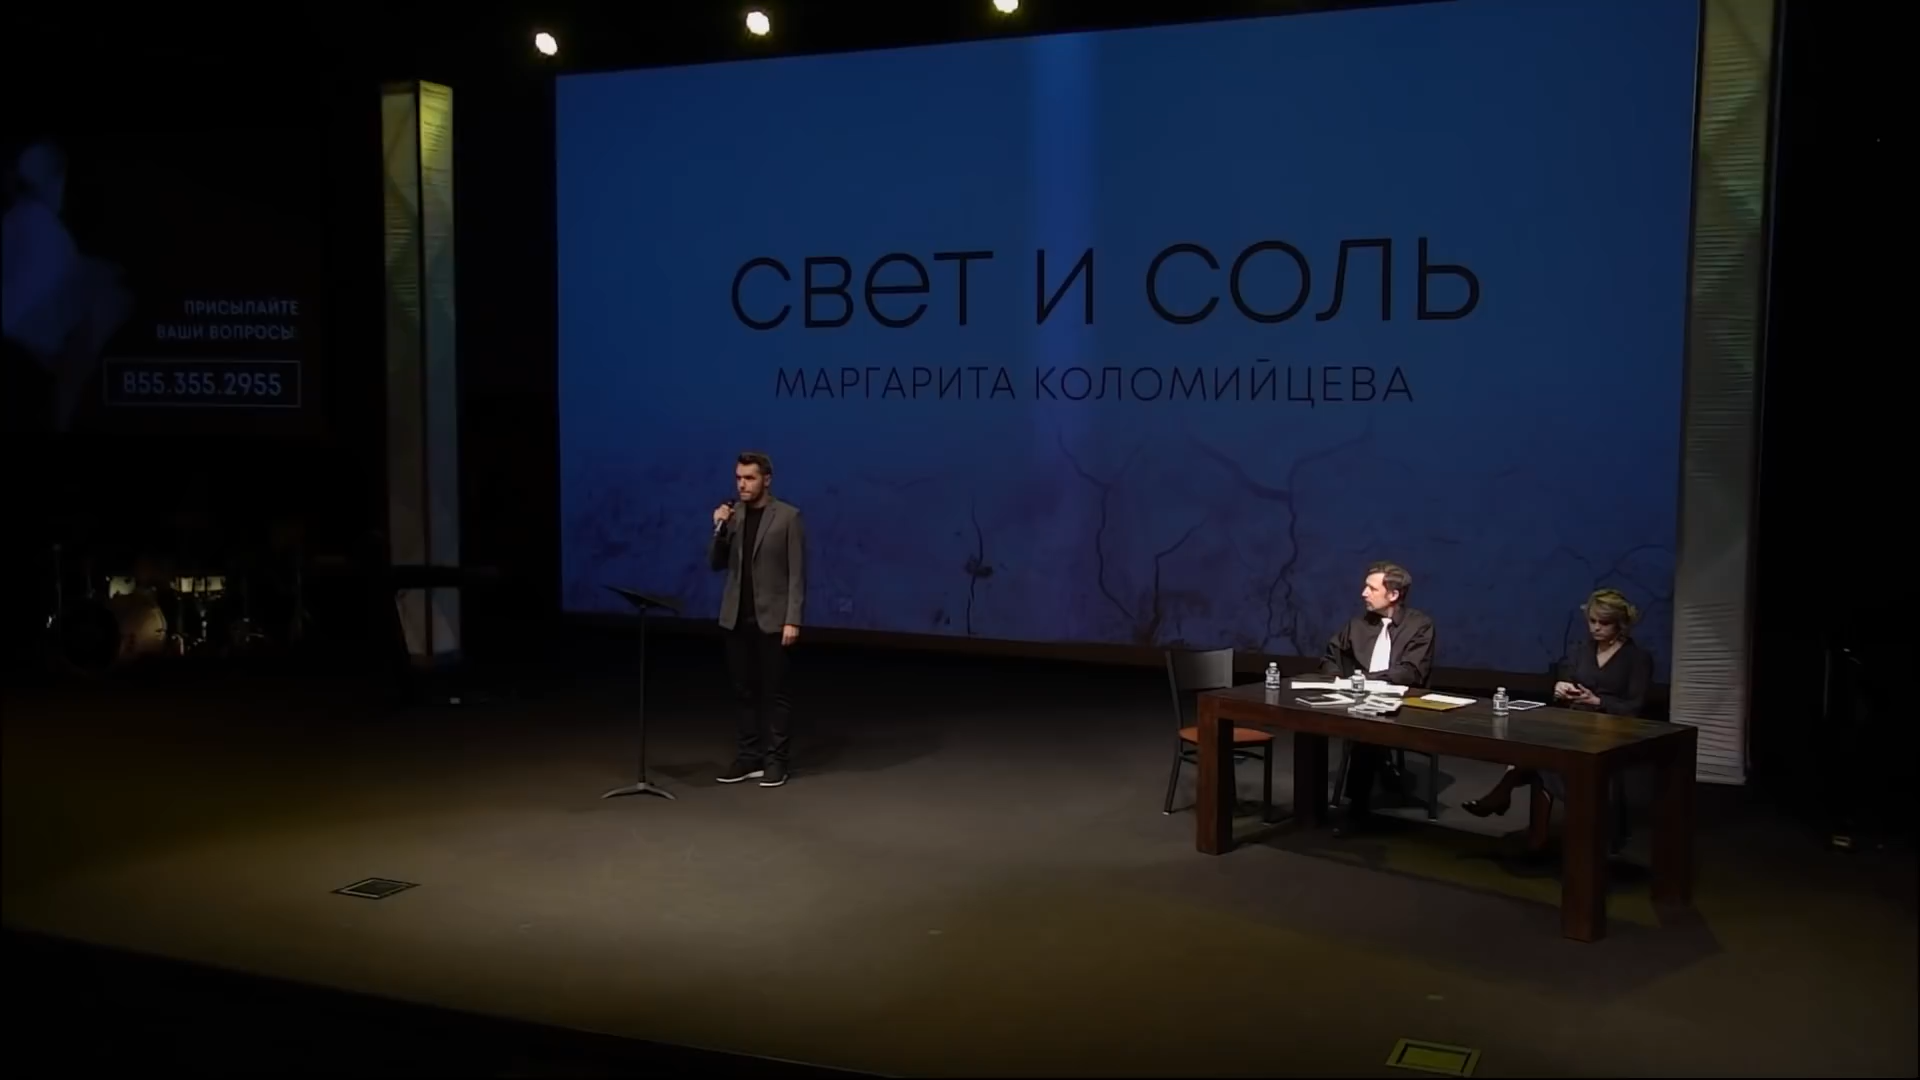 ПРИСЫЛАЙТЕ
ВАШИ ВОПРОСЫ:
855.355.2955
СВЕТ И СОЛЬ
МАРГАРИТА КОЛОМИЙЦЕВА